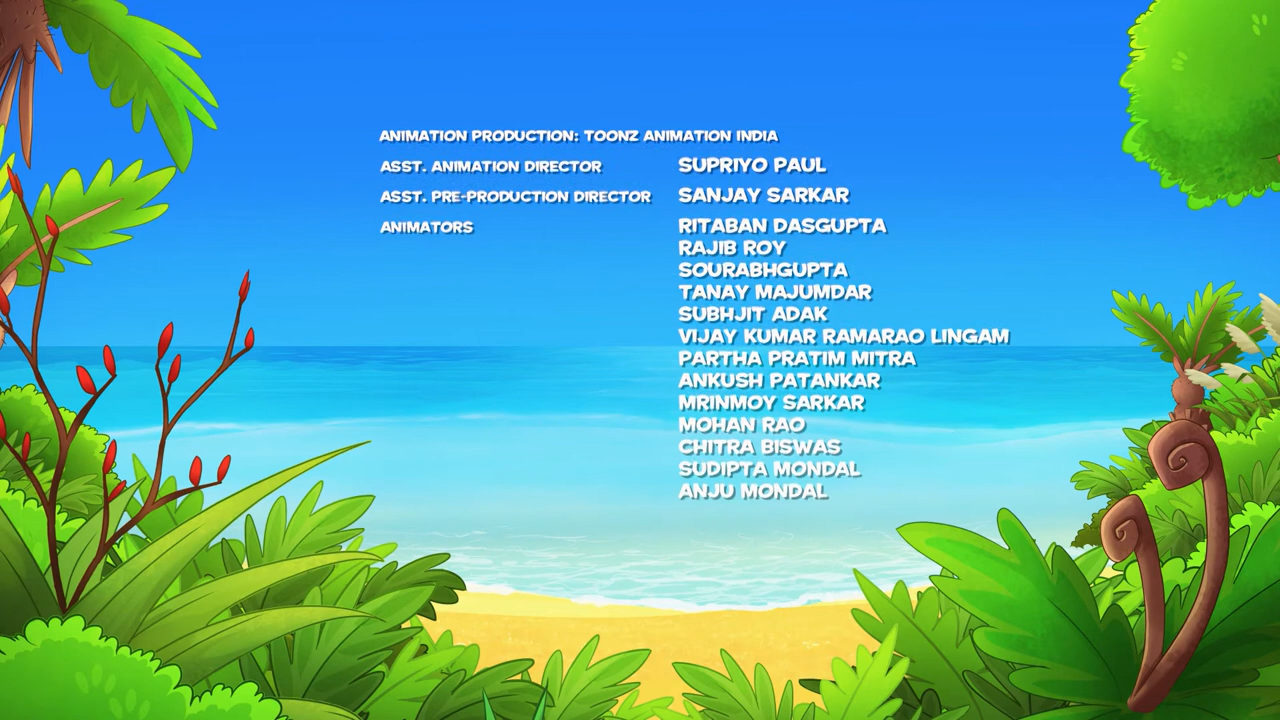 ANIMATION PRODUCTION: TOONZ ANIMATION INDIA
ASST. ANIMATION DIRECTOR SUPRIYO PAUL
ASST. PRE-PRODUCTION DIRECTOR SANJAY SARKAR
ANIMATORS RITABAN DASGUPTA
RAJIB ROY
SOURABHGUPTA
TANAY MAJUMDAR
SUBHJIT ADAK
VIJAY KUMAR RAMARAO LINGAM
PARTHA PRATIM MITRA
ANKUSH PATANKAR
MRINMOY SARKAR
MOHAN RAO
CHITRA BISWAS
SUDIPTA MONDAL
ANJU MONDAL